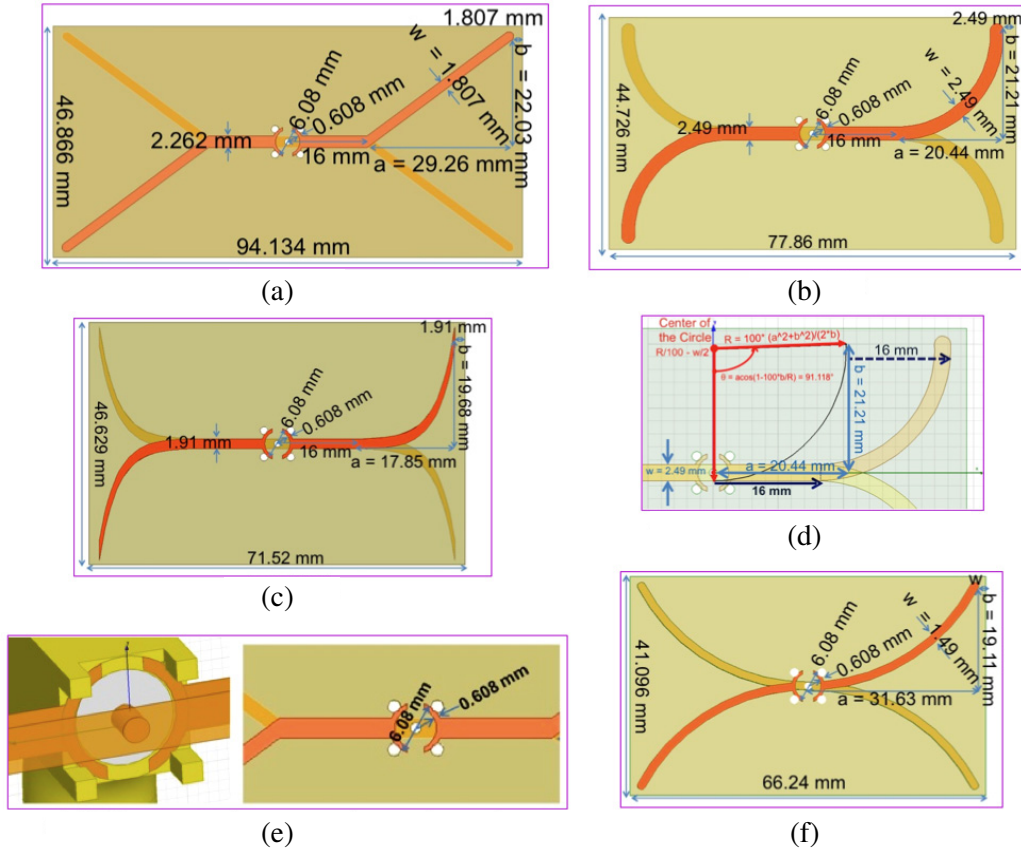 1.807 mm
6.08 mm
0.608 mm
w = 1.807 mm
b = 22.03 mm
46.866 mm
2.262 mm
16 mm
a = 29.26 mm
94.134 mm
(a)
2.49 mm
6.08 mm
0.608 mm
w = 2.49 mm
b = 21.21 mm
44.726 mm
2.49 mm
16 mm
a = 20.44 mm
77.86 mm
(b)
1.91 mm
6.08 mm
0.608 mm
b = 19.68 mm
46.629 mm
1.91 mm
16 mm
a = 17.85 mm
71.52 mm
(c)
Center of
the Circle
R/100 - w/2
R = 100* (a^2+b^2)/(2*b)
θ = acos(1-100*b/R) = 91.118°
16 mm
b = 21.21 mm
w = 2.49 mm
a = 20.44 mm
16 mm
(d)
6.08 mm
0.608 mm
(e)
w
6.08 mm
0.608 mm
w = 1.49 mm
b = 19.11 mm
41.096 mm
a = 31.63 mm
66.24 mm
(f)